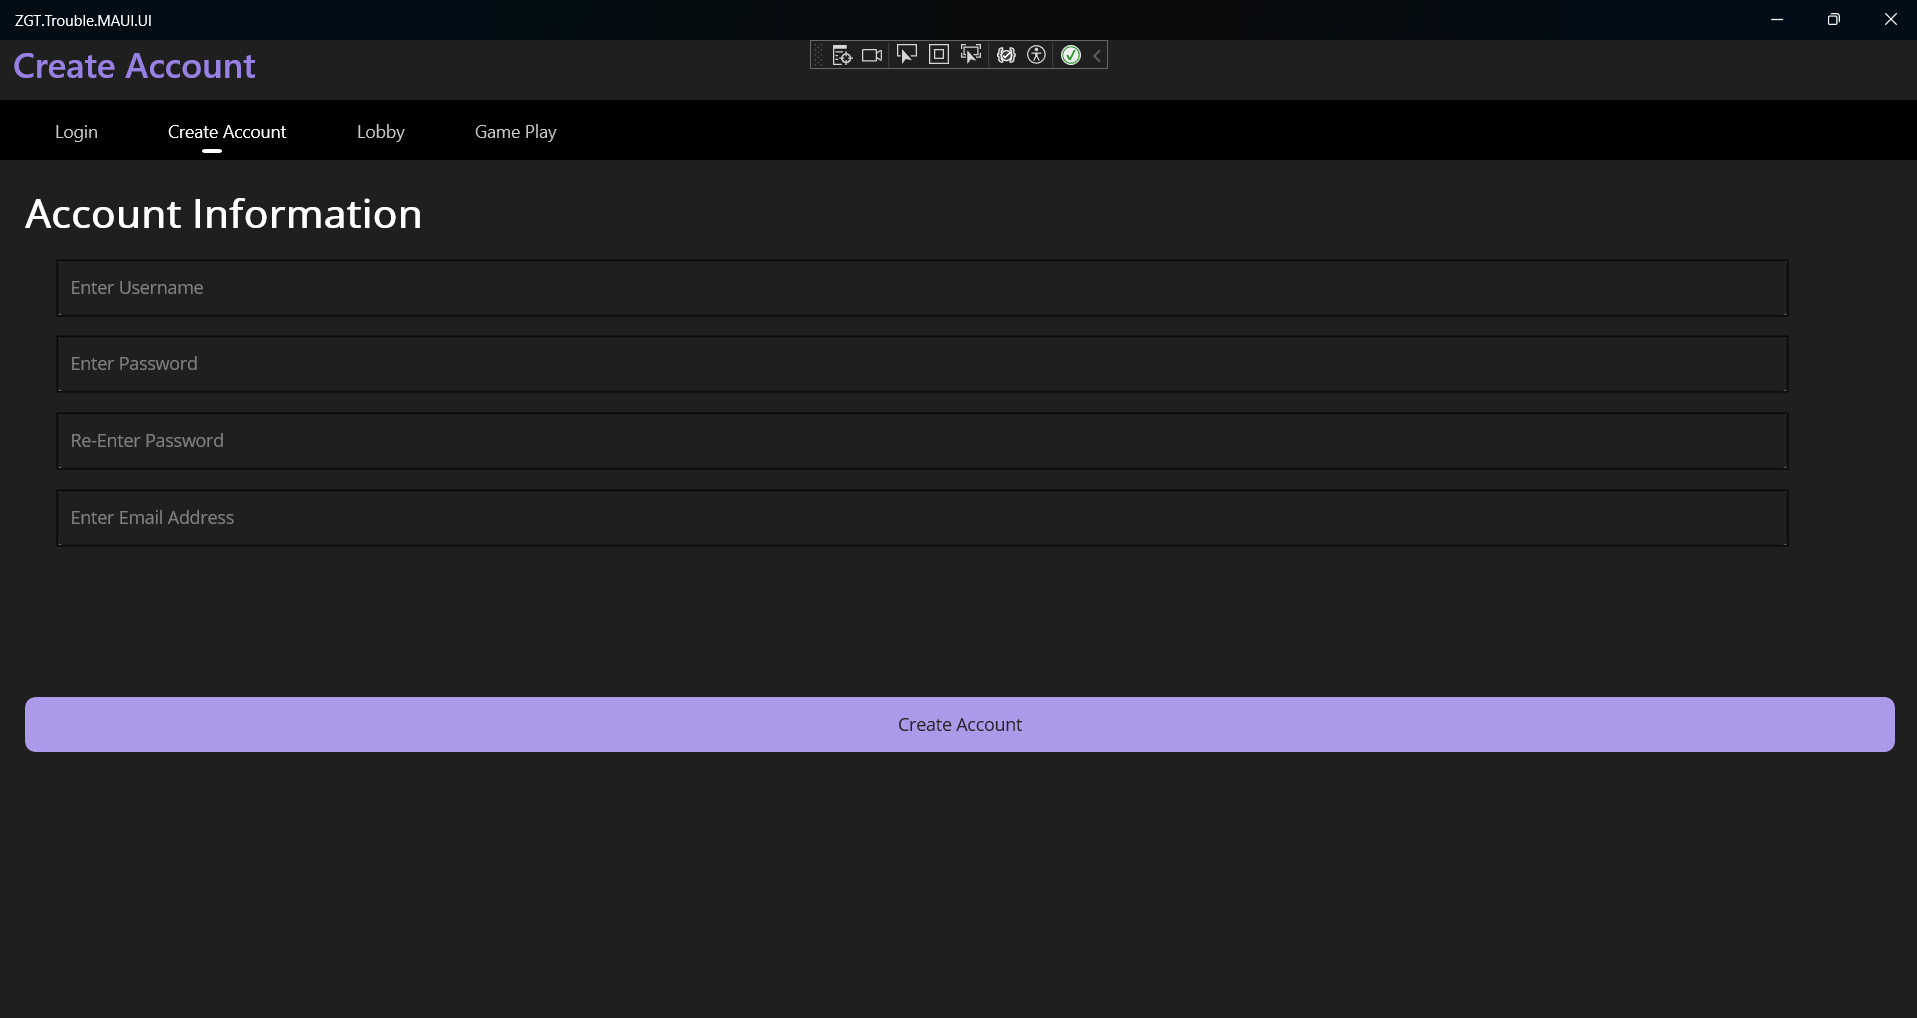 ZGT.Trouble.MAUI.UI
Create Account
Login Create Account Lobby Game Play
Account Information
Enter Username
Enter Password
Re-Enter Password
Enter Email Address
Create Account